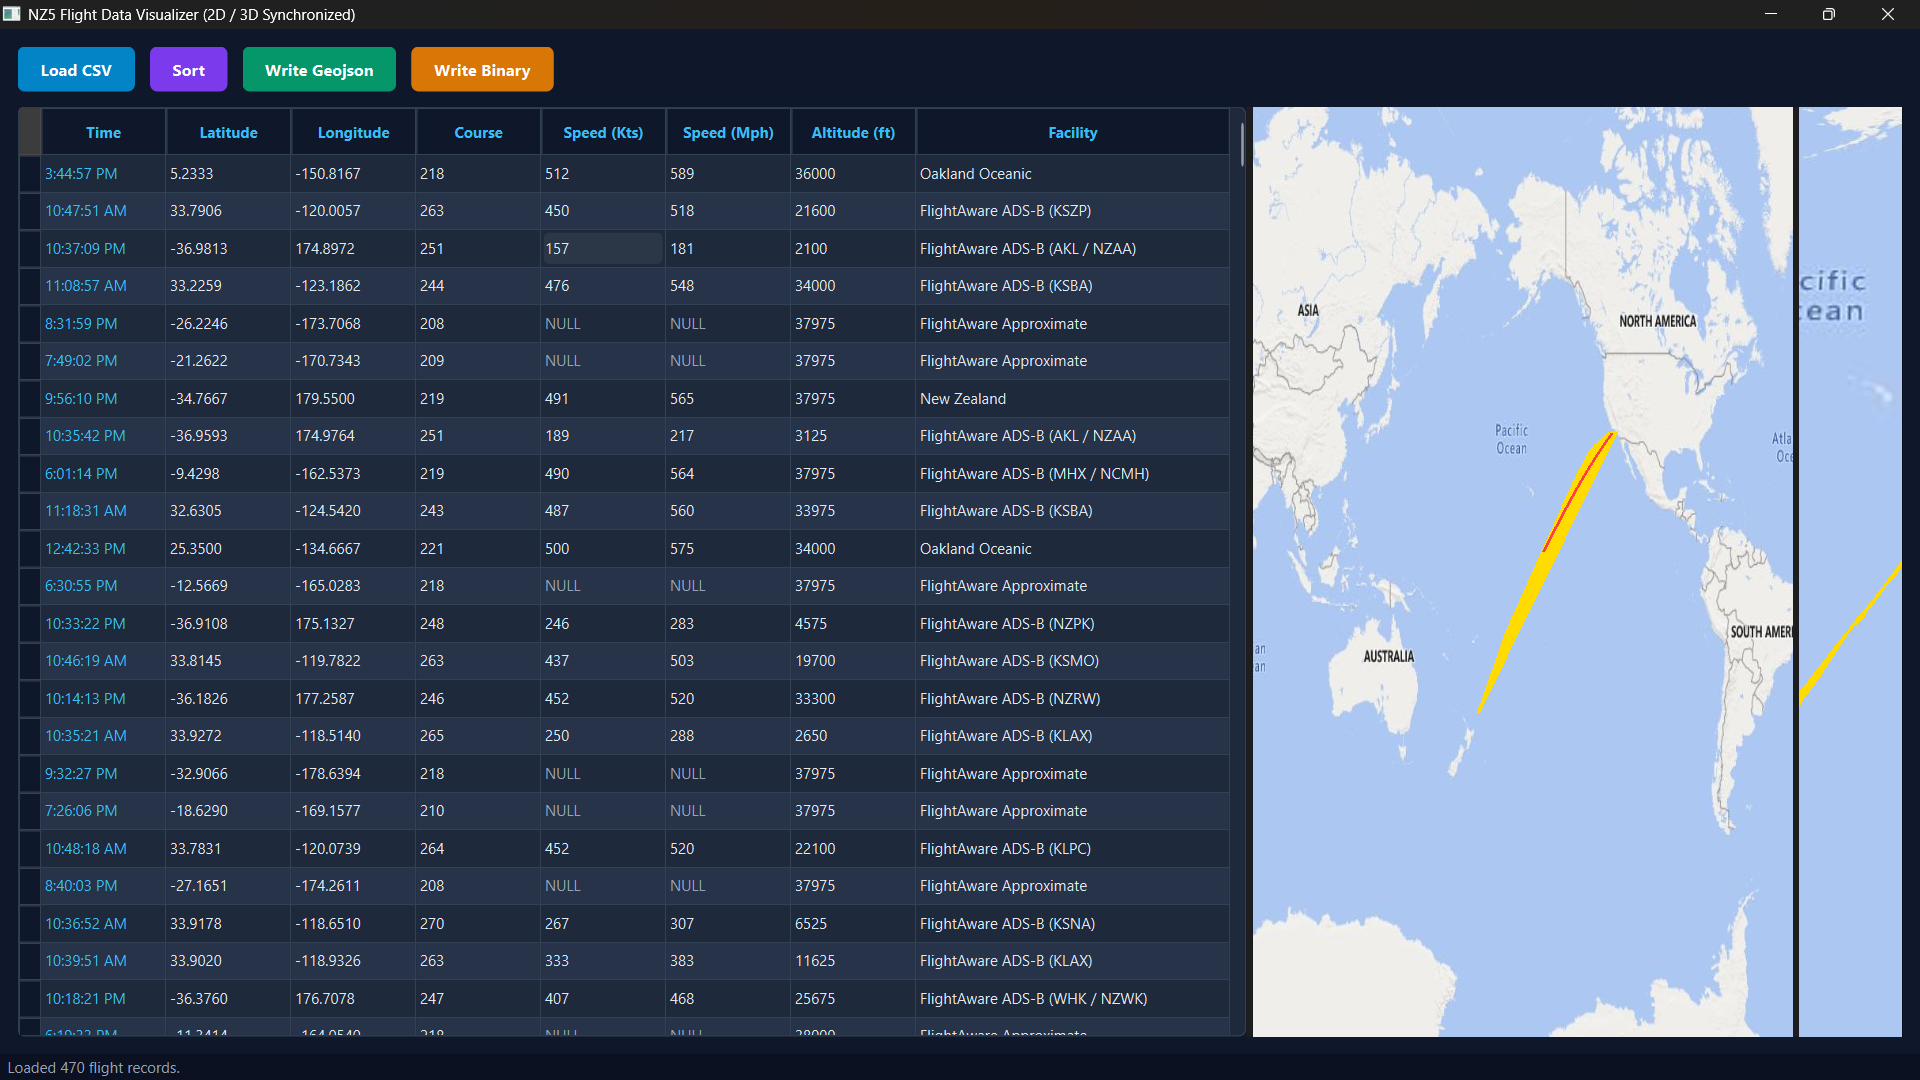 NZ5 Flight Data Visualizer (2D / 3D Synchronized)
Load CSV Sort Write Geojson Write Binary
Time Latitude Longitude Course Speed (Kts) Speed (Mph) Altitude (ft) Facility
3:44:57 PM 5.2333 -150.8167 218 512 589 36000 Oakland Oceanic
10:47:51 AM 33.7906 -120.0057 263 450 518 21600 FlightAware ADS-B (KSZP)
10:37:09 PM -36.9813 174.8972 251 157 181 2100 FlightAware ADS-B (AKL / NZAA)
11:08:57 AM 33.2259 -123.1862 244 476 548 34000 FlightAware ADS-B (KSBA)
8:31:59 PM -26.2246 -173.7068 208 NULL NULL 37975 FlightAware Approximate
7:49:02 PM -21.2622 -170.7343 209 NULL NULL 37975 FlightAware Approximate
9:56:10 PM -34.7667 179.5500 219 491 565 37975 New Zealand
10:35:42 PM -36.9593 174.9764 251 189 217 3125 FlightAware ADS-B (AKL / NZAA)
6:01:14 PM -9.4298 -162.5373 219 490 564 37975 FlightAware ADS-B (MHX / NCMH)
11:18:31 AM 32.6305 -124.5420 243 487 560 33975 FlightAware ADS-B (KSBA)
12:42:33 PM 25.3500 -134.6667 221 500 575 34000 Oakland Oceanic
6:30:55 PM -12.5669 -165.0283 218 NULL NULL 37975 FlightAware Approximate
10:33:22 PM -36.9108 175.1327 248 246 283 4575 FlightAware ADS-B (NZPK)
10:46:19 AM 33.8145 -119.7822 263 437 503 19700 FlightAware ADS-B (KSMO)
10:14:13 PM -36.1826 177.2587 246 452 520 33300 FlightAware ADS-B (NZRW)
10:35:21 AM 33.9272 -118.5140 265 250 288 2650 FlightAware ADS-B (KLAX)
9:32:27 PM -32.9066 -178.6394 218 NULL NULL 37975 FlightAware Approximate
7:26:06 PM -18.6290 -169.1577 210 NULL NULL 37975 FlightAware Approximate
10:48:18 AM 33.7831 -120.0739 264 452 520 22100 FlightAware ADS-B (KLPC)
8:40:03 PM -27.1651 -174.2611 208 NULL NULL 37975 FlightAware Approximate
10:36:52 AM 33.9178 -118.6510 270 267 307 6525 FlightAware ADS-B (KSNA)
10:39:51 AM 33.9020 -118.9326 263 333 383 11625 FlightAware ADS-B (KLAX)
10:18:21 PM -36.3760 176.7078 247 407 468 25675 FlightAware ADS-B (WHK / NZWK)
ASIA
NORTH AMERICA
Pacific
Ocean
Atla
Oce
SOUTH AMERI
AUSTRALIA
an
an
cific
ean
Loaded 470 flight records.